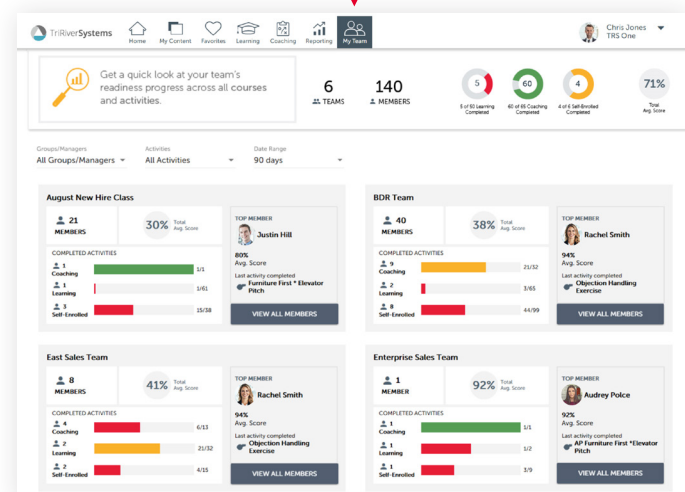 TriRiverSystems
Home
My Content
Favorites
Learning
Coaching
Reporting
My Team
Chris Jones
TRS One
Get a quick look at your team's
readiness progress across all courses
and activities.
6
TEAMS
140
MEMBERS
5
5 of 50 Learning
Completed
60
60 of 65 Coaching
Completed
4
4 of 6 Self-Enrolled
Completed
71%
Total
Avg. Score
Groups/Managers
All Groups/Managers
Activities
All Activities
Date Range
90 days
August New Hire Class
21
MEMBERS
30%
Total
Avg. Score
COMPLETED ACTIVITIES
1
Coaching
1/1
1
Learning
1/61
3
Self-Enrolled
15/38
TOP MEMBER
Justin Hill
80%
Avg. Score
Last activity completed
Furniture First * Elevator
Pitch
VIEW ALL MEMBERS
BDR Team
40
MEMBERS
38%
Total
Avg. Score
COMPLETED ACTIVITIES
9
Coaching
21/32
2
Learning
3/65
8
Self-Enrolled
44/99
TOP MEMBER
Rachel Smith
94%
Avg. Score
Last activity completed
Objection Handling
Exercise
VIEW ALL MEMBERS
East Sales Team
8
MEMBERS
41%
Total
Avg. Score
COMPLETED ACTIVITIES
4
Coaching
6/13
2
Learning
21/32
2
Self-Enrolled
4/15
TOP MEMBER
Rachel Smith
94%
Avg. Score
Last activity completed
Objection Handling
Exercise
VIEW ALL MEMBERS
Enterprise Sales Team
1
MEMBER
92%
Total
Avg. Score
COMPLETED ACTIVITIES
1
Coaching
1/1
1
Learning
1/2
1
Self-Enrolled
3/9
TOP MEMBER
Audrey Polce
92%
Avg. Score
Last activity completed
AP Furniture First *Elevator
Pitch
VIEW ALL MEMBERS